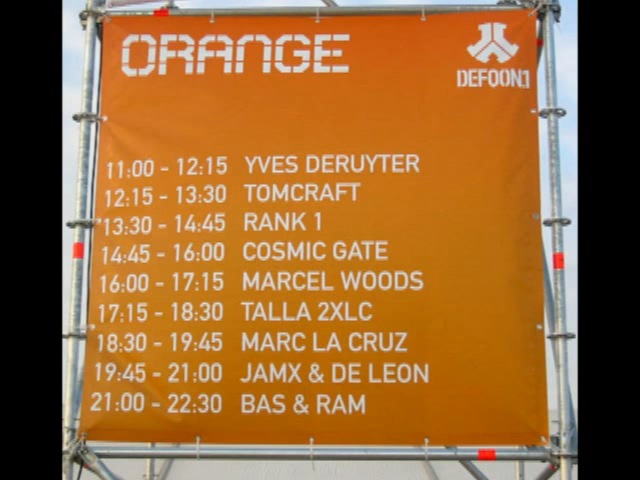 ORANGE
DEFQON.1
11:00 - 12:15 YVES DERUYTER
12:15 - 13:30 TOMCRAFT
13:30 - 14:45 RANK 1
14:45 - 16:00 COSMIC GATE
16:00 - 17:15 MARCEL WOODS
17:15 - 18:30 TALLA 2XLC
18:30 - 19:45 MARC LA CRUZ
19:45 - 21:00 JAMX & DE LEON
21:00 - 22:30 BAS & RAM